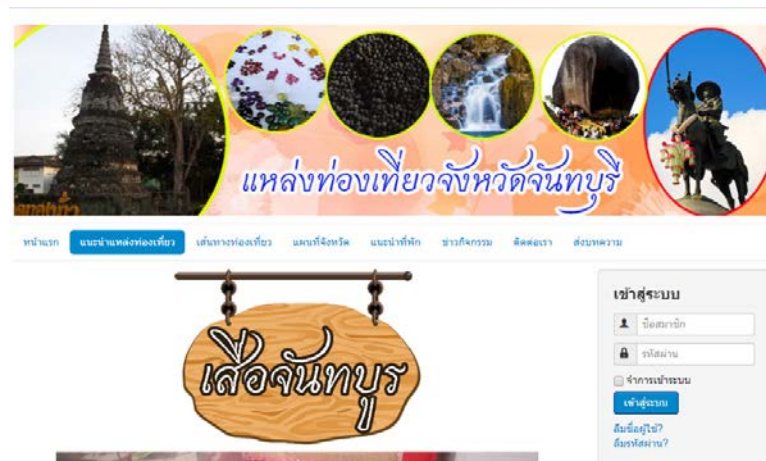 แหล่งท่องเที่ยวจังหวัดจันทบุรี
หน้าแรก แนะนำแหล่งท่องเที่ยว เส้นทางท่องเที่ยว แผนที่จังหวัด แนะนำที่พัก ข่าวกิจกรรม ติดต่อเรา ส่งบทความ
เสื่อจันทบูร
เข้าสู่ระบบ
ชื่อสมาชิก
รหัสผ่าน
จำการเข้าระบบ
เข้าสู่ระบบ
ลืมชื่อผู้ใช้?
ลืมรหัสผ่าน?